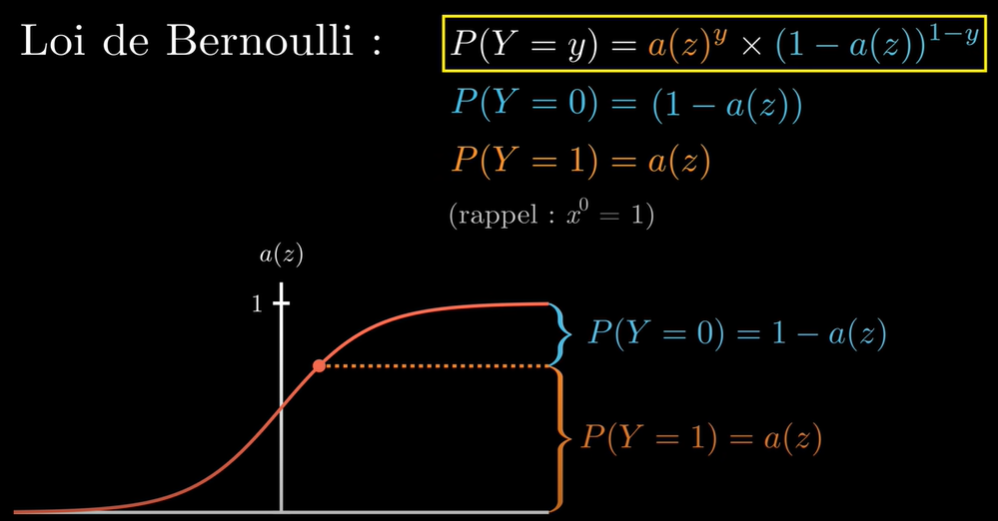 Loi de Bernoulli : P(Y = y) = a(z)^y × (1 − a(z))^{1−y}
P(Y = 0) = (1 − a(z))
P(Y = 1) = a(z)
(rappel : x^0 = 1)
a(z)
1
P(Y = 0) = 1 − a(z)
P(Y = 1) = a(z)